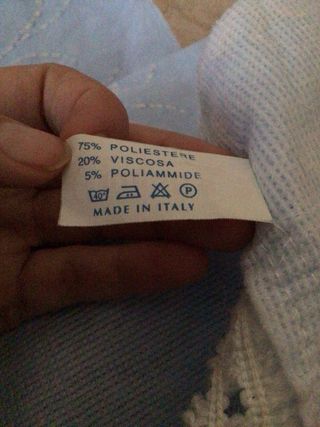 75% POLIESTERE
20% VISCOSA
5% POLIAMMIDE
40° P
MADE IN ITALY